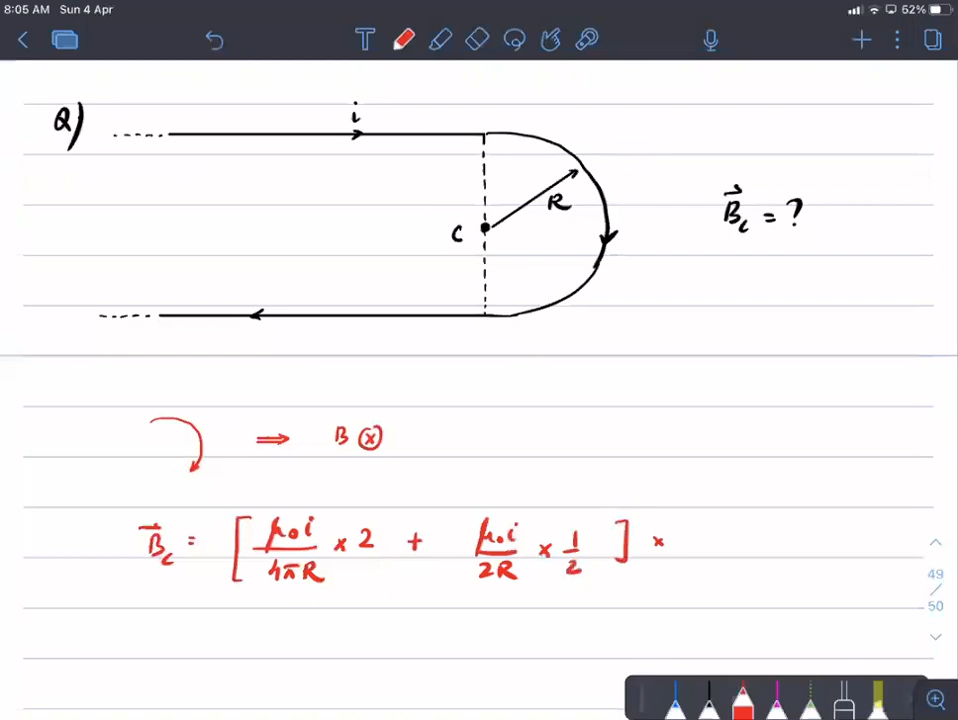 8:05 AM Sun 4 Apr 62%
T
Q)
i
R
C
B⃗c = ?
⇒ B ⊗
B⃗c = [ μ₀i/4πR × 2 + μ₀i/2R × 1/2 ] ×
49
/
50